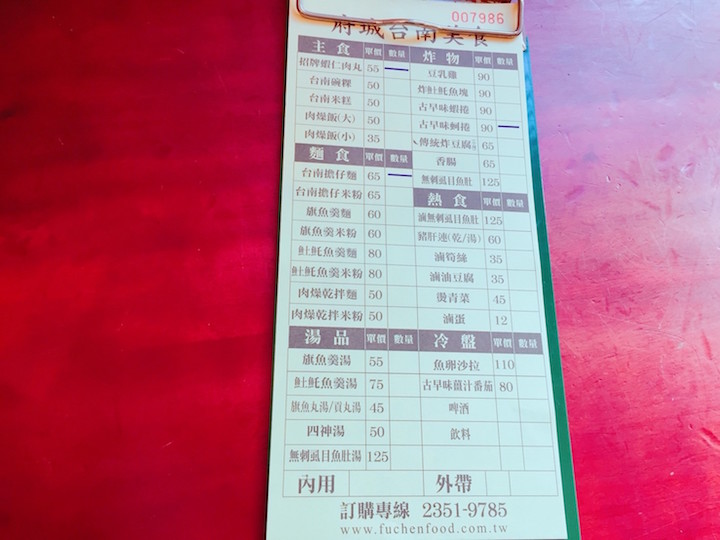 007986
府城台南美食
主食 單價 數量
招牌蝦仁肉丸 55
台南碗粿 50
台南米糕 50
肉燥飯(大) 50
肉燥飯(小) 35
麵食 單價 數量
台南擔仔麵 65
台南擔仔米粉 65
旗魚羹麵 60
旗魚羹米粉 60
魠魚羹麵 80
魠魚羹米粉 80
肉燥乾拌麵 50
肉燥乾拌米粉 50
湯品 單價 數量
旗魚羹湯 55
魠魚羹湯 75
旗魚丸湯/貢丸湯 45
四神湯 50
無刺虱目魚肚湯 125
炸物 單價 數量
豆乳雞 90
炸魠魚塊 90
古早味蝦捲 90
古早味蚵捲 90
傳統炸豆腐 65
香腸 65
無刺虱目魚肚 125
熱食 單價 數量
滷無刺虱目魚肚 125
豬肝連(乾/湯) 60
滷筍絲 35
滷油豆腐 35
燙青菜 45
滷蛋 12
冷盤 單價 數量
魚卵沙拉 110
古早味薑汁番茄 80
啤酒
飲料
內用 外帶
訂購專線 2351-9785
www.fuchenfood.com.tw